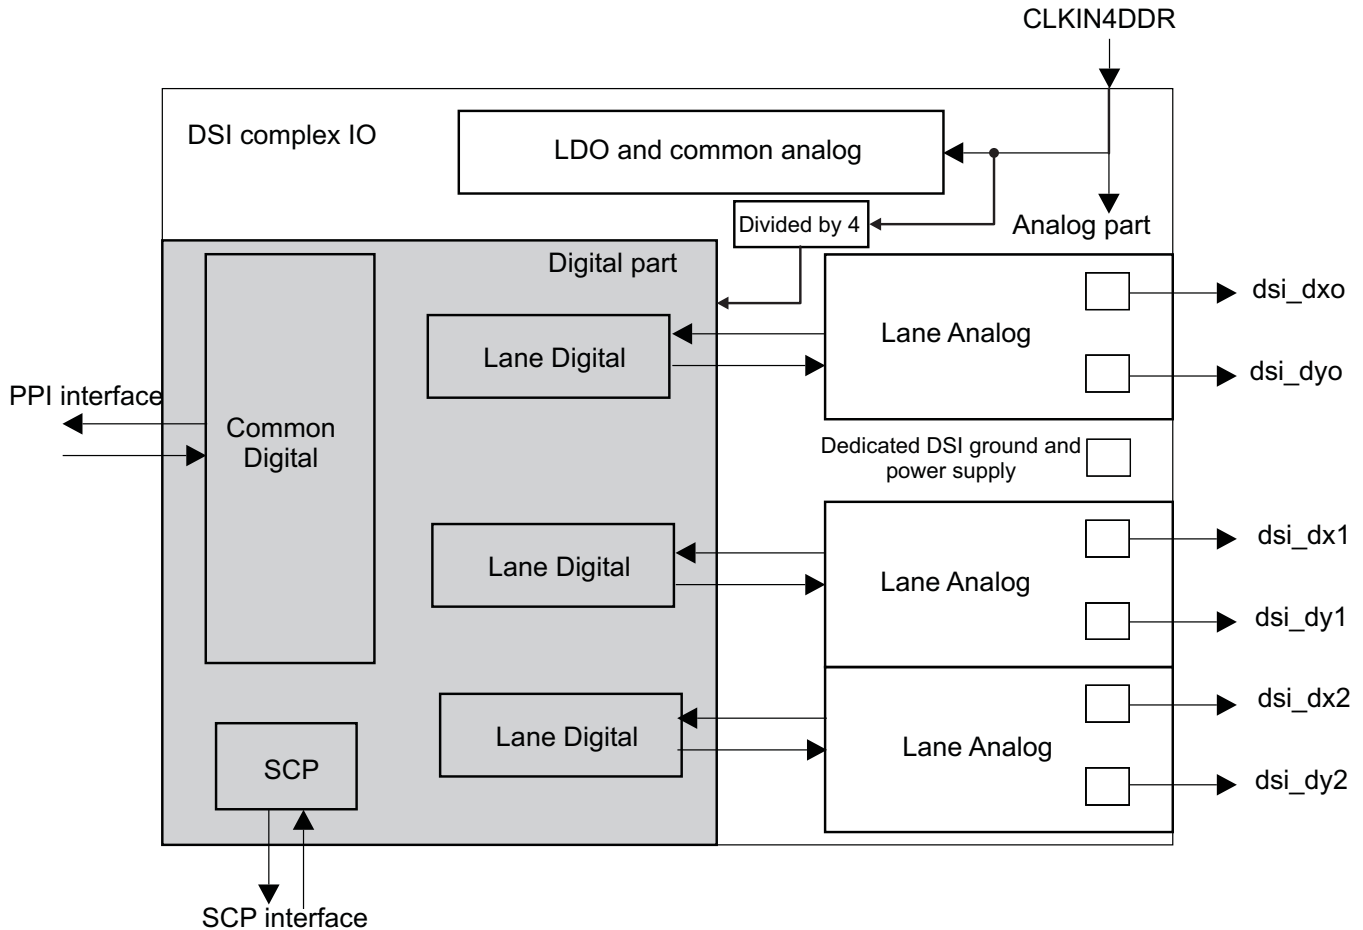 CLKIN4DDR
DSI complex IO
LDO and common analog
Divided by 4
Analog part
Digital part
dsi_dxo
Lane Analog
Lane Digital
dsi_dyo
PPI interface
Common
Digital
Dedicated DSI ground and
power supply
dsi_dx1
Lane Digital
Lane Analog
dsi_dy1
dsi_dx2
Lane Digital
Lane Analog
SCP
dsi_dy2
SCP interface